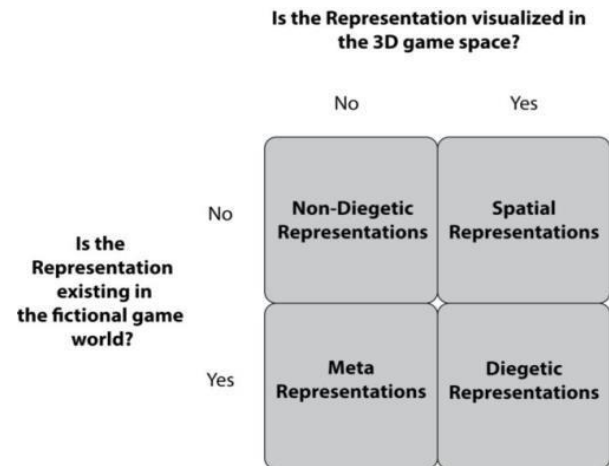 Is the Representation visualized in
the 3D game space?
No
Yes
No
Non-Diegetic
Representations
Spatial
Representations
Is the
Representation
existing in
the fictional game
world?
Yes
Meta
Representations
Diegetic
Representations